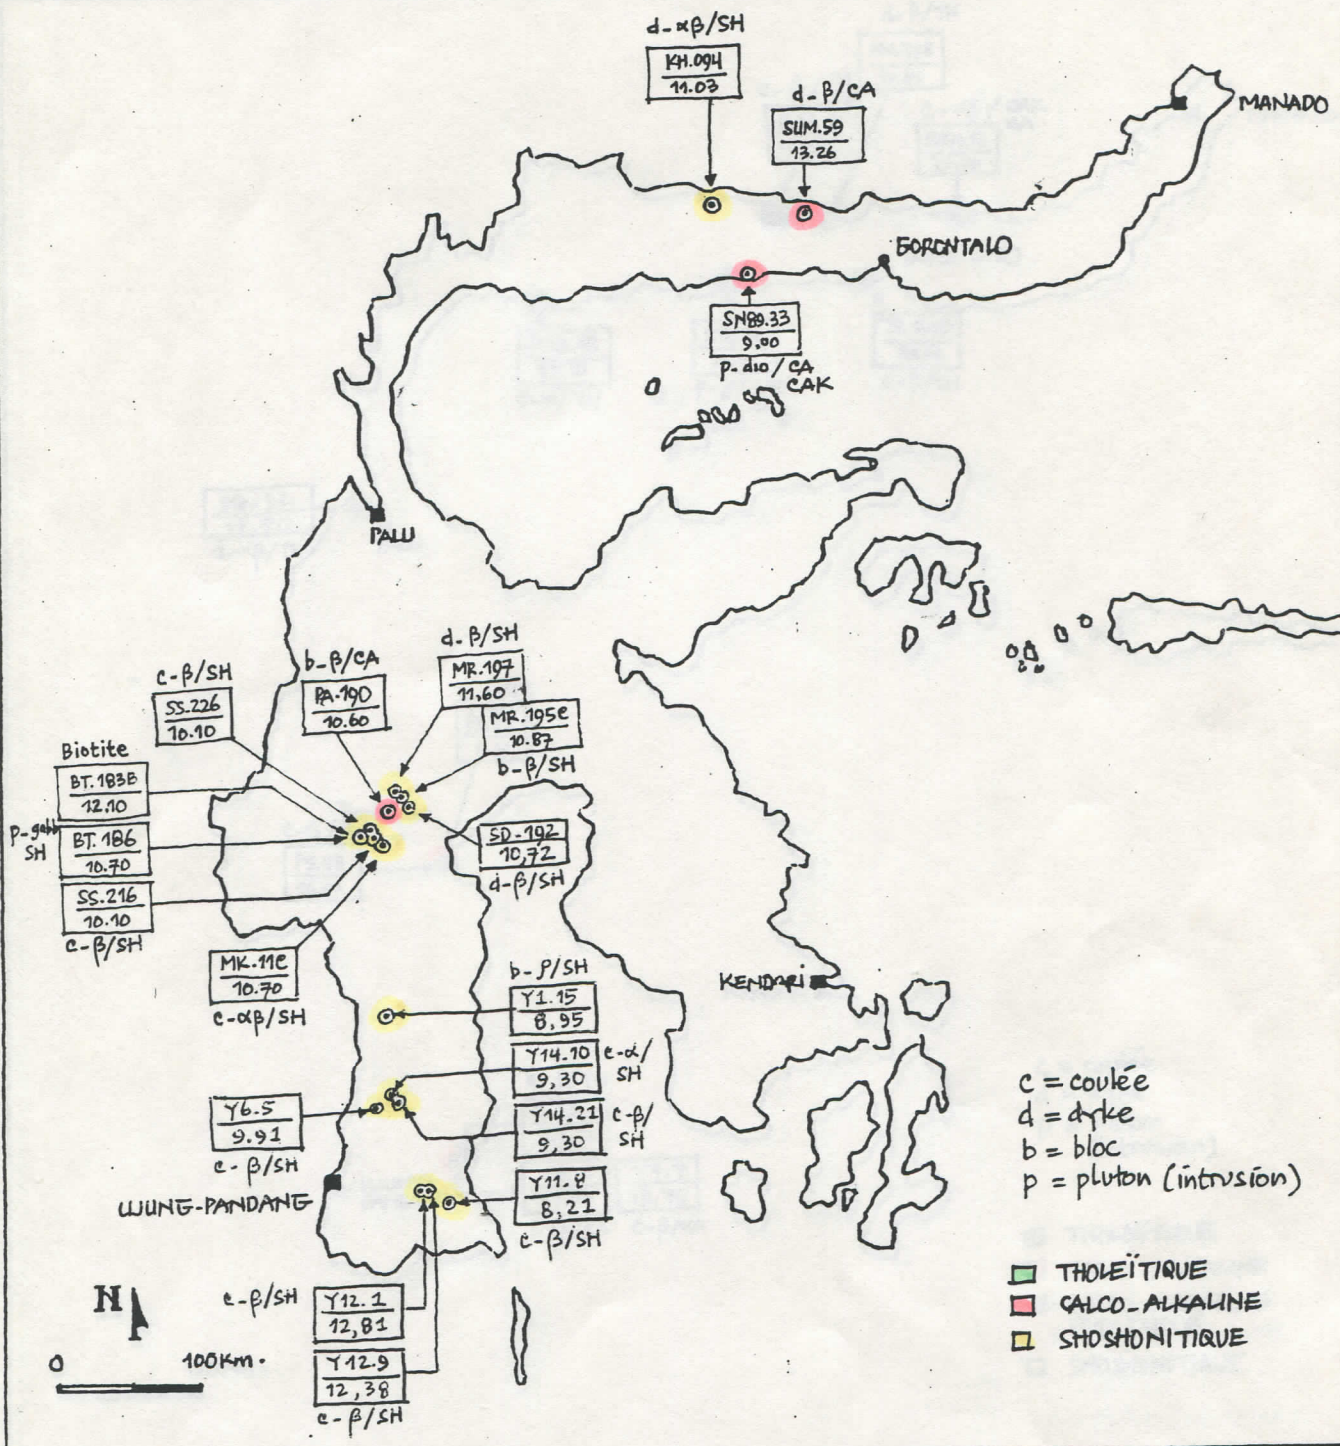 d-αβ/SH
KH.094
11.03
d-β/CA
SUM.59
13.26
MANADO
GORONTALO
SN89.33
9.00
p-dio/CA
CAK
PALU
d-β/SH
MR.197
11,60
b-β/CA
PA.190
10.60
c-β/SH
SS.226
10.10
MR.195c
10.87
b-β/SH
Biotite
BT.183B
12.10
p-gab
SH
BT.186
10.70
SS.216
10.10
c-β/SH
SD-192
10,72
d-β/SH
MK.11c
10.70
c-αβ/SH
KENDARI
b-β/SH
Y1.15
8,95
Y14.10
9,30
c-α/
SH
Y14.21
9,30
c-β/
SH
Y6.5
9.91
c-β/SH
UJUNG-PANDANG
Y11.8
8,21
c-β/SH
c-β/SH
Y12.1
12,81
Y12.9
12,38
c-β/SH
c = coulée
d = dyke
b = bloc
p = pluton (intrusion)
THOLEÏTIQUE
CALCO-ALKALINE
SHOSHONITIQUE
N
0 100Km.